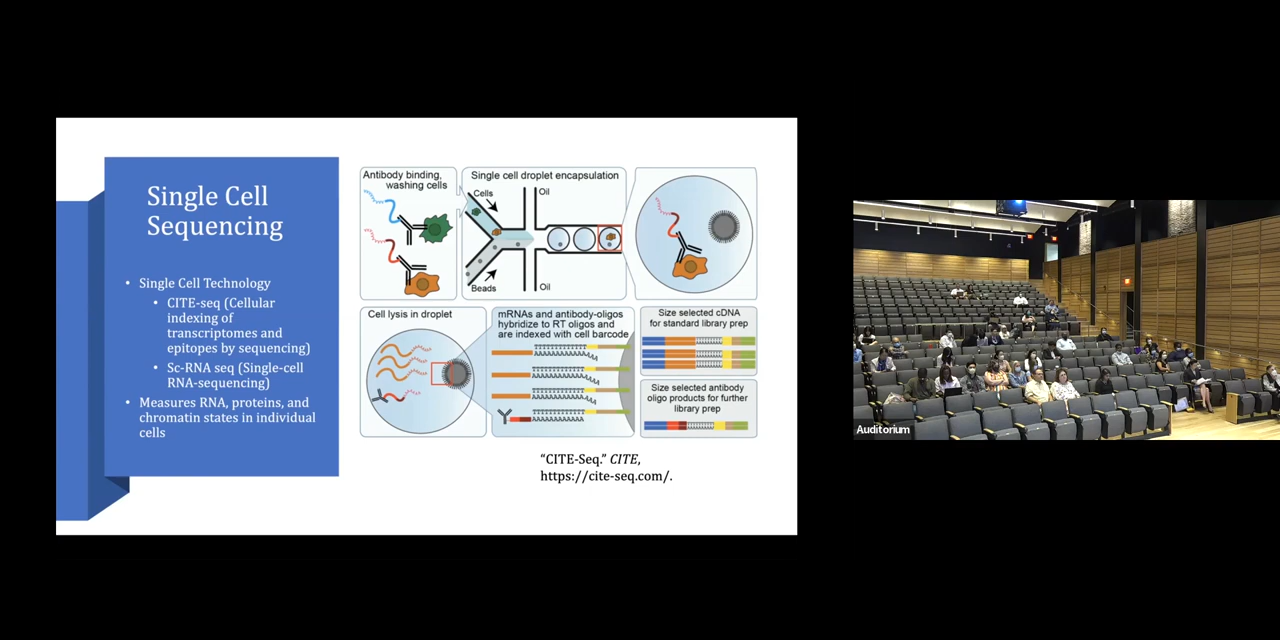 Single Cell
Sequencing
• Single Cell Technology
• CITE-seq (Cellular
indexing of
transcriptomes and
epitopes by sequencing)
• Sc-RNA seq (Single-cell
RNA-sequencing)
• Measures RNA, proteins, and
chromatin states in individual
cells
Antibody binding,
washing cells
Single cell droplet encapsulation
Cells
Oil
Beads
Oil
Cell lysis in droplet
mRNAs and antibody-oligos
hybridize to RT oligos and
are indexed with cell barcode
Size selected cDNA
for standard library prep
Size selected antibody
oligo products for further
library prep
“CITE-Seq.” CITE,
https://cite-seq.com/.
Auditorium